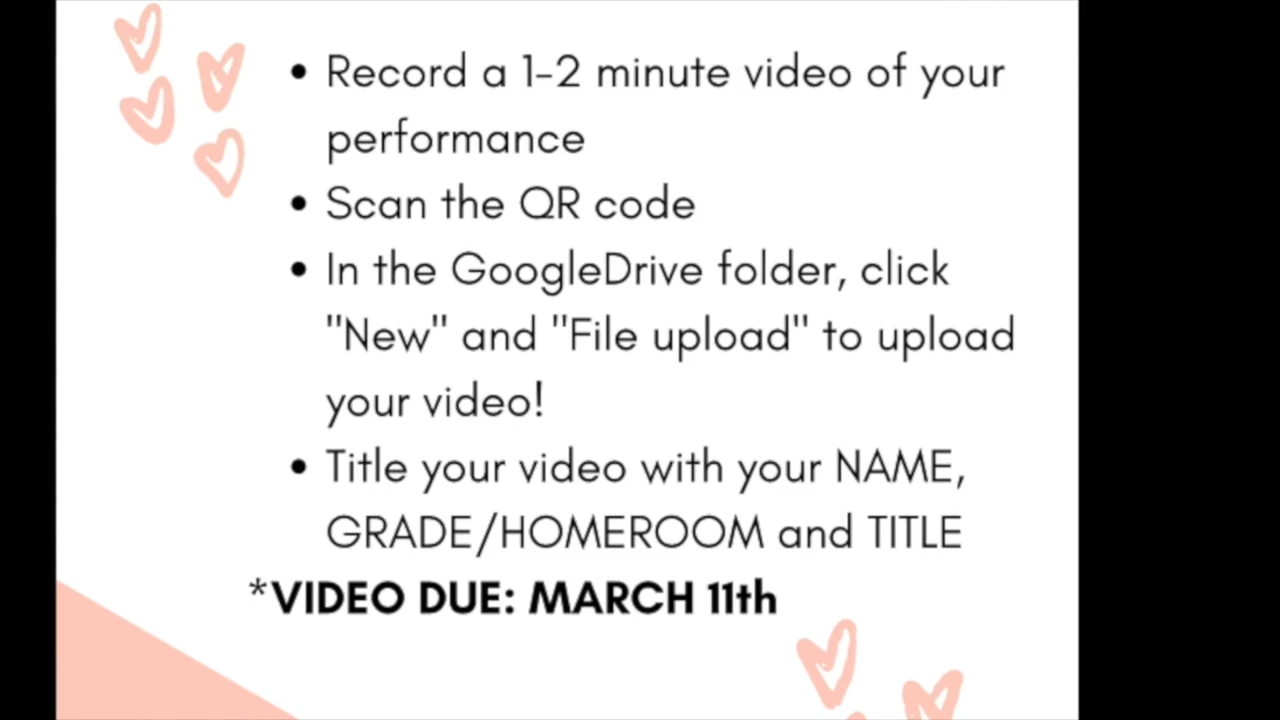 • Record a 1-2 minute video of your
performance
• Scan the QR code
• In the GoogleDrive folder, click
"New" and "File upload" to upload
your video!
• Title your video with your NAME,
GRADE/HOMEROOM and TITLE
*VIDEO DUE: MARCH 11th